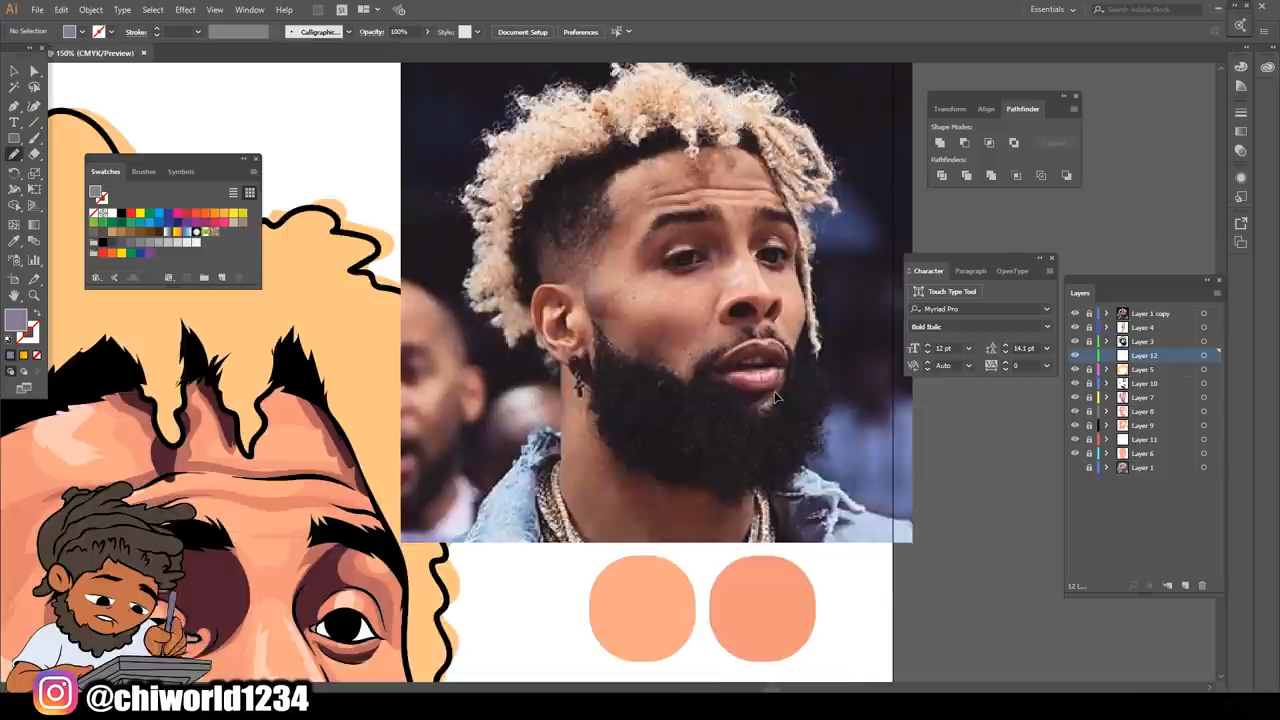 Ai File Edit Object Type Select Effect View Window Help St Essentials Search Adobe Stock
No Selection Stroke: Calligraphic... Opacity: 100% Style: Document Setup Preferences
@ 150% (CMYK/Preview) ×
Transform Align Pathfinder
Shape Modes:
Expand
Pathfinders:
Swatches Brushes Symbols
Character Paragraph OpenType
Touch Type Tool
Myriad Pro
Bold Italic
12 pt 14.1 pt
Auto 0
Layers
Layer 1 copy
Layer 4
Layer 3
Layer 12
Layer 5
Layer 10
Layer 7
Layer 8
Layer 9
Layer 11
Layer 6
Layer 1
12 L...
@chiworld1234